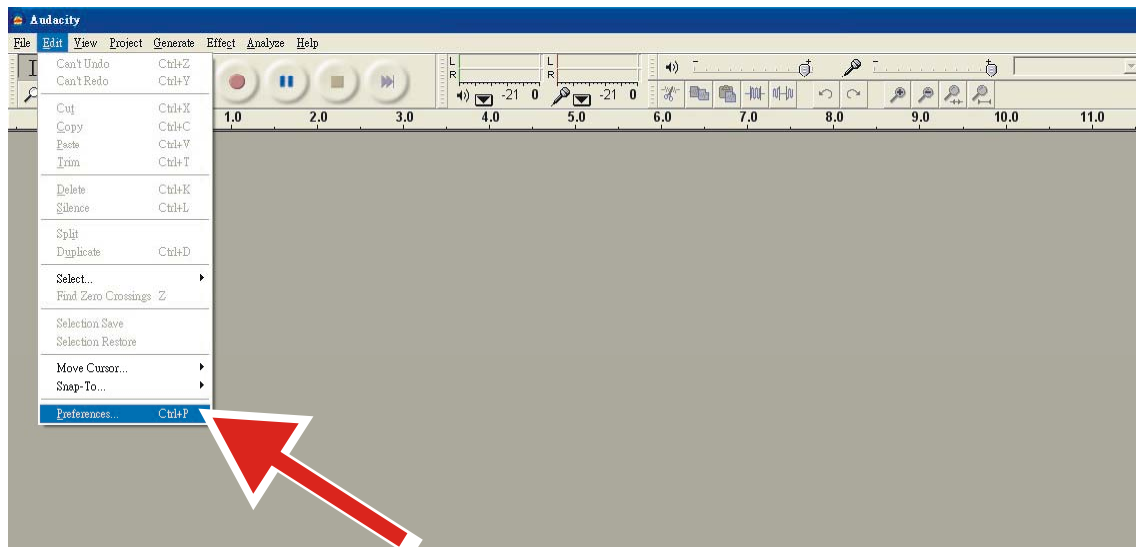 Audacity
File Edit View Project Generate Effect Analyze Help
Can't Undo Ctrl+Z
Can't Redo Ctrl+Y
Cut Ctrl+X
Copy Ctrl+C
Paste Ctrl+V
Trim Ctrl+T
Delete Ctrl+K
Silence Ctrl+L
Split
Duplicate Ctrl+D
Select...
Find Zero Crossings Z
Selection Save
Selection Restore
Move Cursor...
Snap-To...
Preferences... Ctrl+P
L L
R R
-21 0 -21 0
1.0 2.0 3.0 4.0 5.0 6.0 7.0 8.0 9.0 10.0 11.0